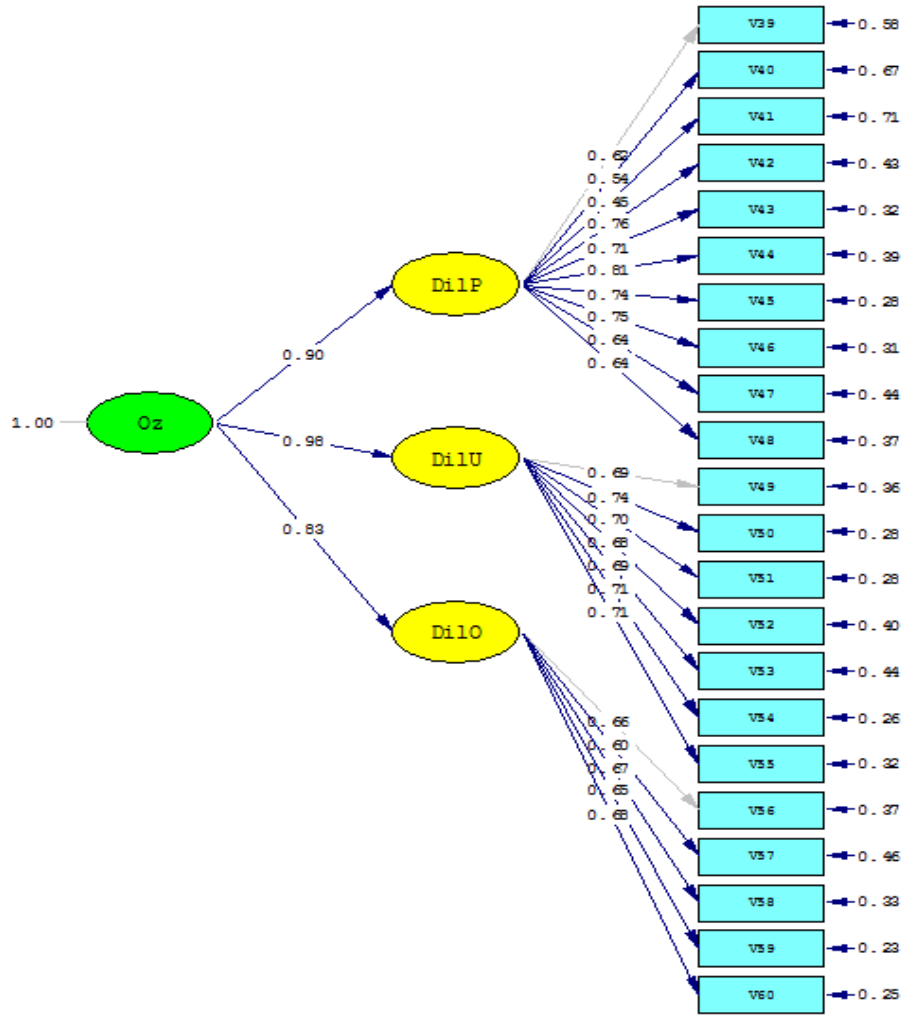 V39 0.58
V40 0.67
V41 0.71
0.62
V42 0.43
0.54
0.45
V43 0.32
0.76
0.71
V44 0.39
0.81
DilP
0.74
V45 0.28
0.75
0.64
V46 0.31
0.90
0.64
V47 0.44
1.00
Oz
V48 0.37
0.98
DilU
0.69
V49 0.36
0.74
0.70
V50 0.28
0.83
0.68
0.69
V51 0.28
0.71
0.71
V52 0.40
DilO
V53 0.44
V54 0.26
0.66
0.60
V55 0.32
0.67
0.65
V56 0.37
0.68
V57 0.46
V58 0.33
V59 0.23
V60 0.25